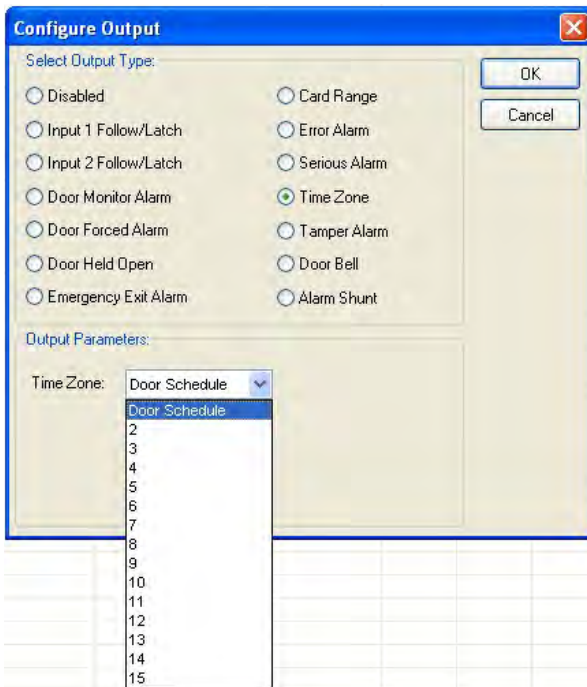 Configure Output
Select Output Type:
OK
Cancel
Disabled
Card Range
Input 1 Follow/Latch
Error Alarm
Input 2 Follow/Latch
Serious Alarm
Door Monitor Alarm
Time Zone
Door Forced Alarm
Tamper Alarm
Door Held Open
Door Bell
Emergency Exit Alarm
Alarm Shunt
Output Parameters:
Time Zone: Door Schedule
Door Schedule
2
3
4
5
6
7
8
9
10
11
12
13
14
15